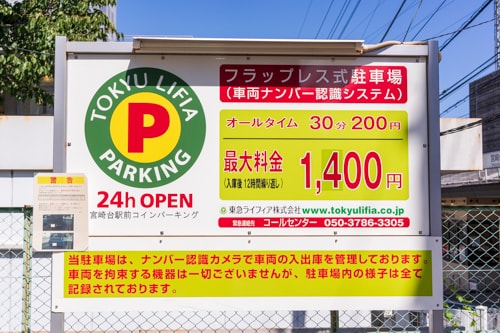 TOKYU LIFIA
P
PARKING
24h OPEN
宮崎台駅前コインパーキング
フラップレス式駐車場
(車両ナンバー認識システム)
オールタイム 30分 200円
最大料金
(入庫後12時間繰り返し)
1,400円
東急ライフィア株式会社 www.tokyulifia.co.jp
緊急連絡先 コールセンター 050-3786-3305
当駐車場は、ナンバー認識カメラで車両の入出庫を管理しております。
車両を拘束する機器は一切ございませんが、駐車場内の様子は全て
記録されております。